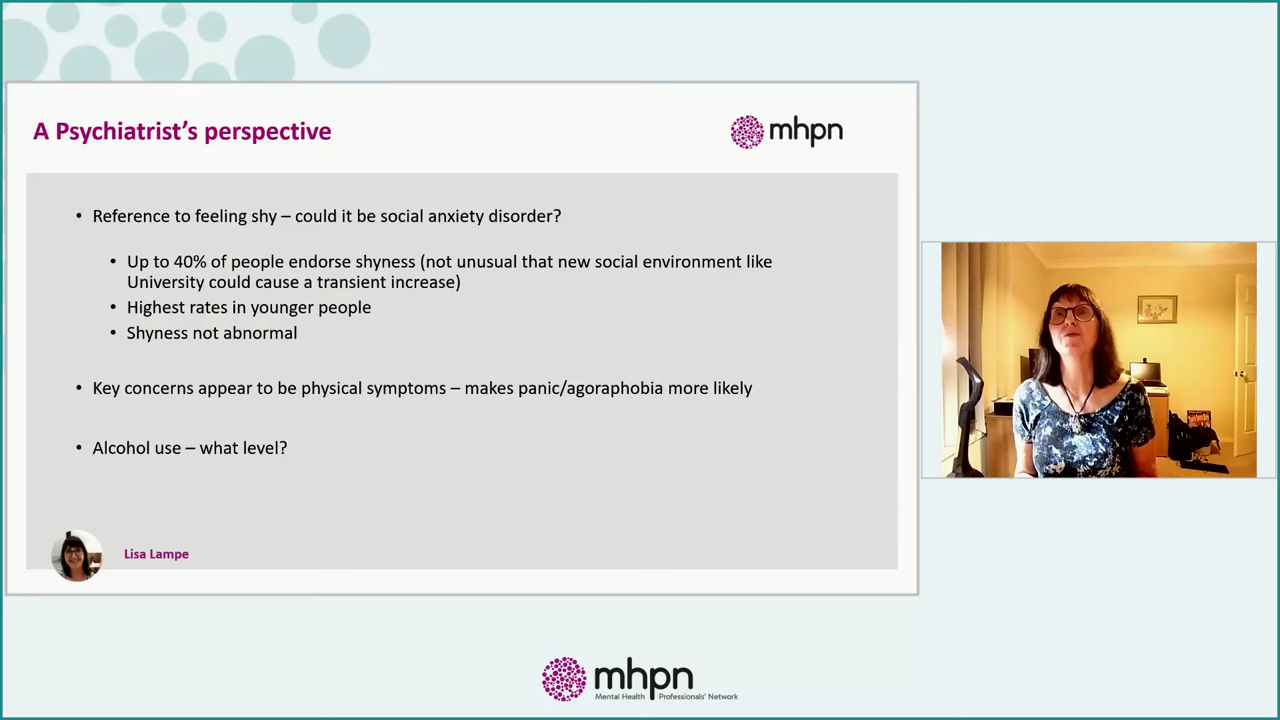 A Psychiatrist's perspective
mhpn
• Reference to feeling shy – could it be social anxiety disorder?
• Up to 40% of people endorse shyness (not unusual that new social environment like
University could cause a transient increase)
• Highest rates in younger people
• Shyness not abnormal
• Key concerns appear to be physical symptoms – makes panic/agoraphobia more likely
• Alcohol use – what level?
Lisa Lampe
mhpn
Mental Health Professionals' Network